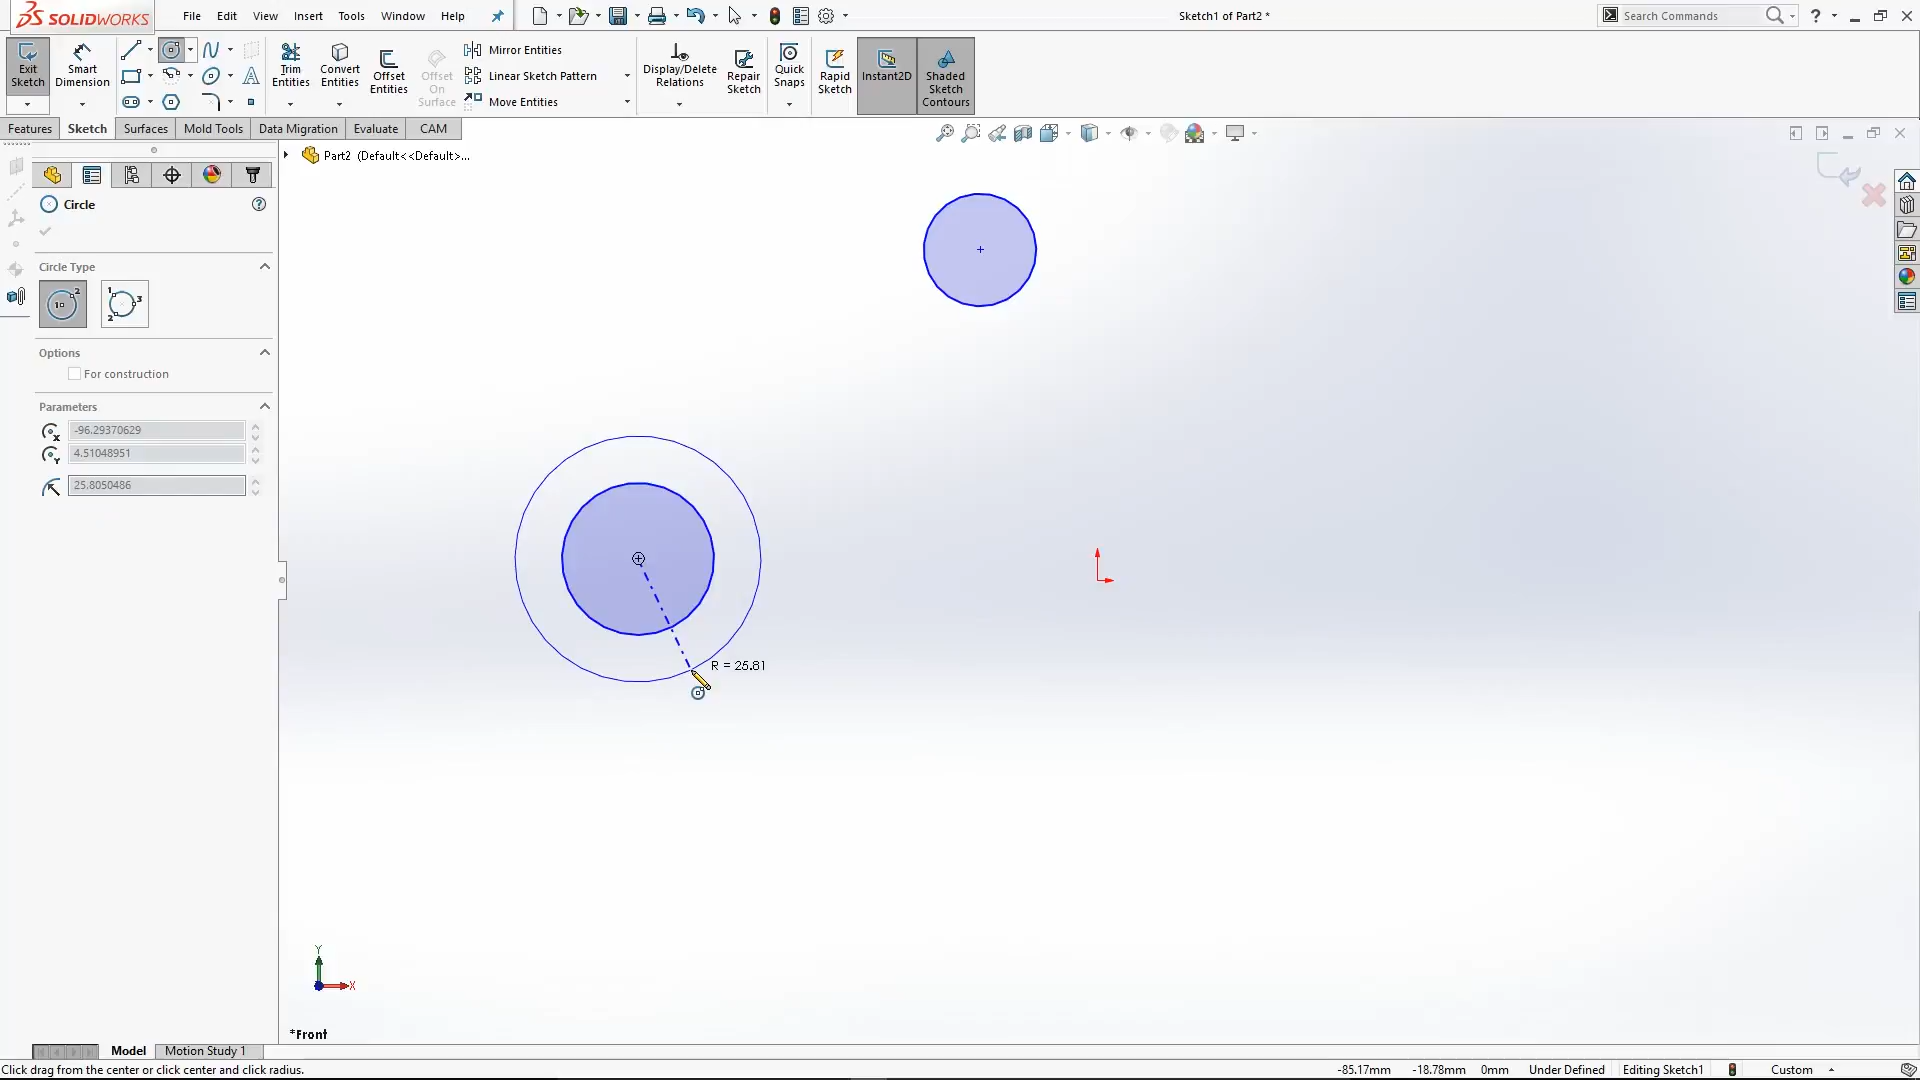 SOLIDWORKS
File Edit View Insert Tools Window Help
Sketch1 of Part2 *
Search Commands
Exit Sketch
Smart Dimension
Trim Entities
Convert Entities
Offset Entities
Offset On Surface
Mirror Entities
Linear Sketch Pattern
Move Entities
Display/Delete Relations
Repair Sketch
Quick Snaps
Rapid Sketch
Instant2D
Shaded Sketch Contours
Features Sketch Surfaces Mold Tools Data Migration Evaluate CAM
Part2 (Default<<Default>...
Circle
Circle Type
Options
For construction
Parameters
-96.29370629
4.51048951
25.8050486
R = 25.81
Y
X
*Front
Model Motion Study 1
Click drag from the center or click center and click radius.
-85.17mm -18.78mm 0mm Under Defined Editing Sketch1 Custom